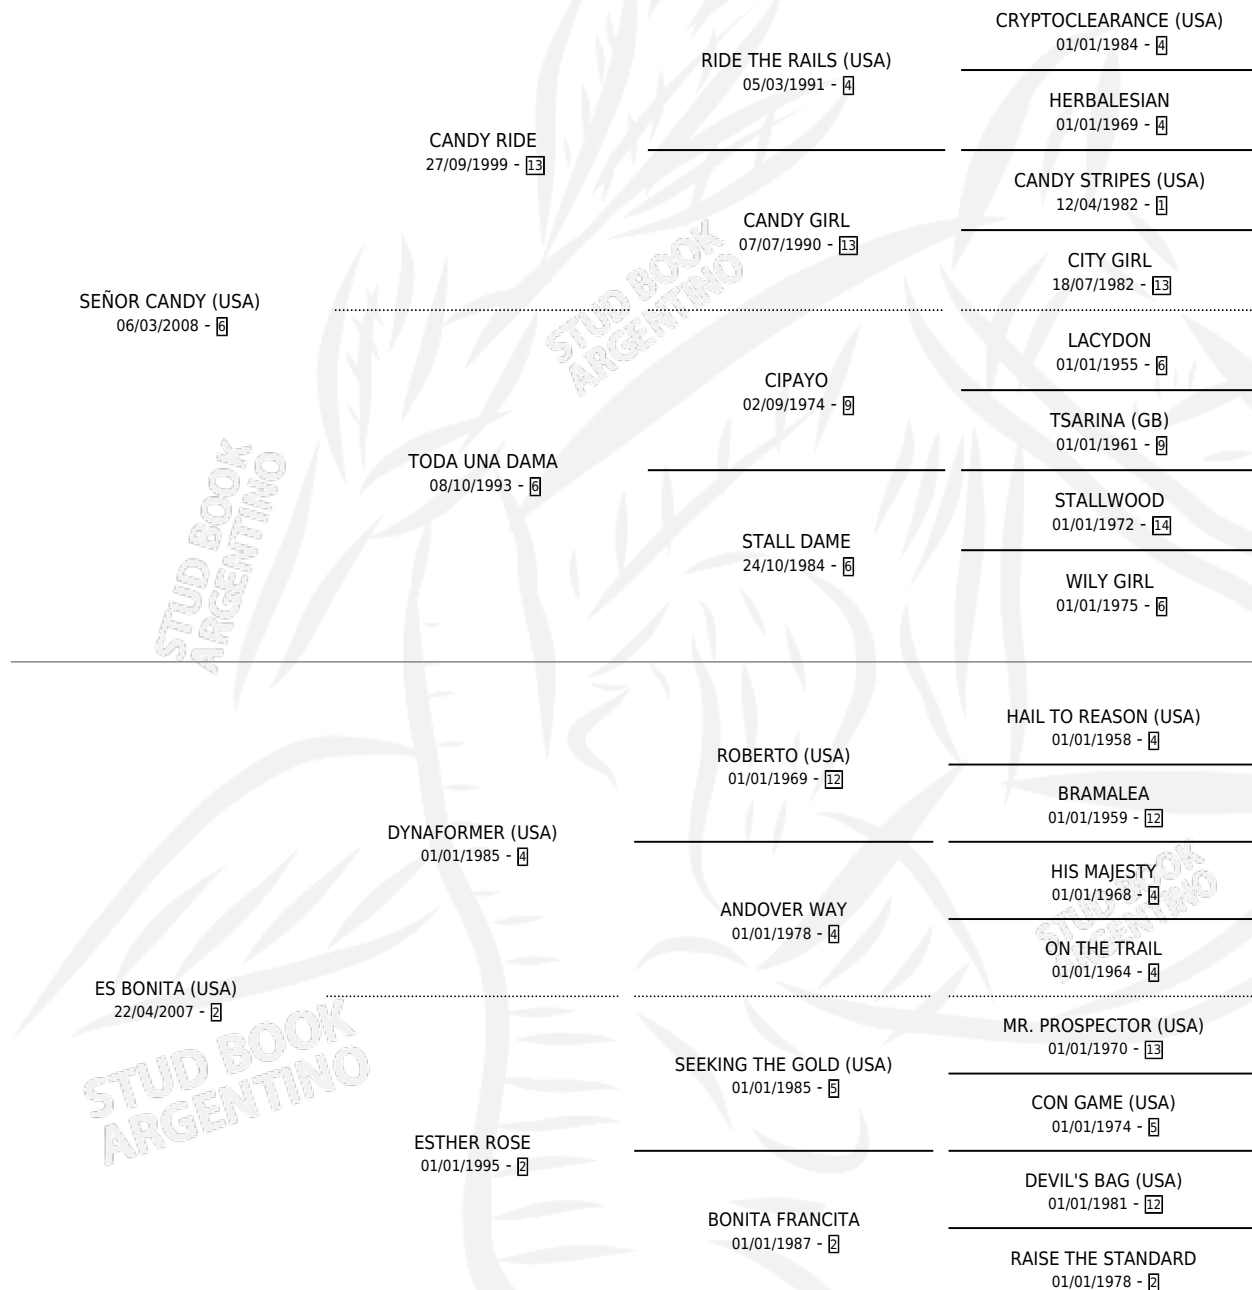 CRYPTOCLEARANCE (USA)
01/01/1984 - 4
RIDE THE RAILS (USA)
05/03/1991 - 4
HERBALESIAN
01/01/1969 - 4
CANDY RIDE
27/09/1999 - 13
CANDY STRIPES (USA)
12/04/1982 - 1
CANDY GIRL
07/07/1990 - 13
CITY GIRL
18/07/1982 - 13
SEÑOR CANDY (USA)
06/03/2008 - 6
LACYDON
01/01/1955 - 6
CIPAYO
02/09/1974 - 9
TSARINA (GB)
01/01/1961 - 9
TODA UNA DAMA
08/10/1993 - 6
STALLWOOD
01/01/1972 - 14
STALL DAME
24/10/1984 - 6
WILY GIRL
01/01/1975 - 6
HAIL TO REASON (USA)
01/01/1958 - 4
ROBERTO (USA)
01/01/1969 - 12
BRAMALEA
01/01/1959 - 12
DYNAFORMER (USA)
01/01/1985 - 4
HIS MAJESTY
01/01/1968 - 4
ANDOVER WAY
01/01/1978 - 4
ON THE TRAIL
01/01/1964 - 4
ES BONITA (USA)
22/04/2007 - 2
MR. PROSPECTOR (USA)
01/01/1970 - 13
SEEKING THE GOLD (USA)
01/01/1985 - 5
CON GAME (USA)
01/01/1974 - 5
ESTHER ROSE
01/01/1995 - 2
DEVIL'S BAG (USA)
01/01/1981 - 12
BONITA FRANCITA
01/01/1987 - 2
RAISE THE STANDARD
01/01/1978 - 2
STUD BOOK
ARGENTINO
STUD BOOK
ARGENTINO
STUD BOOK
ARGENTINO
STUD BOOK
ARGENTINO